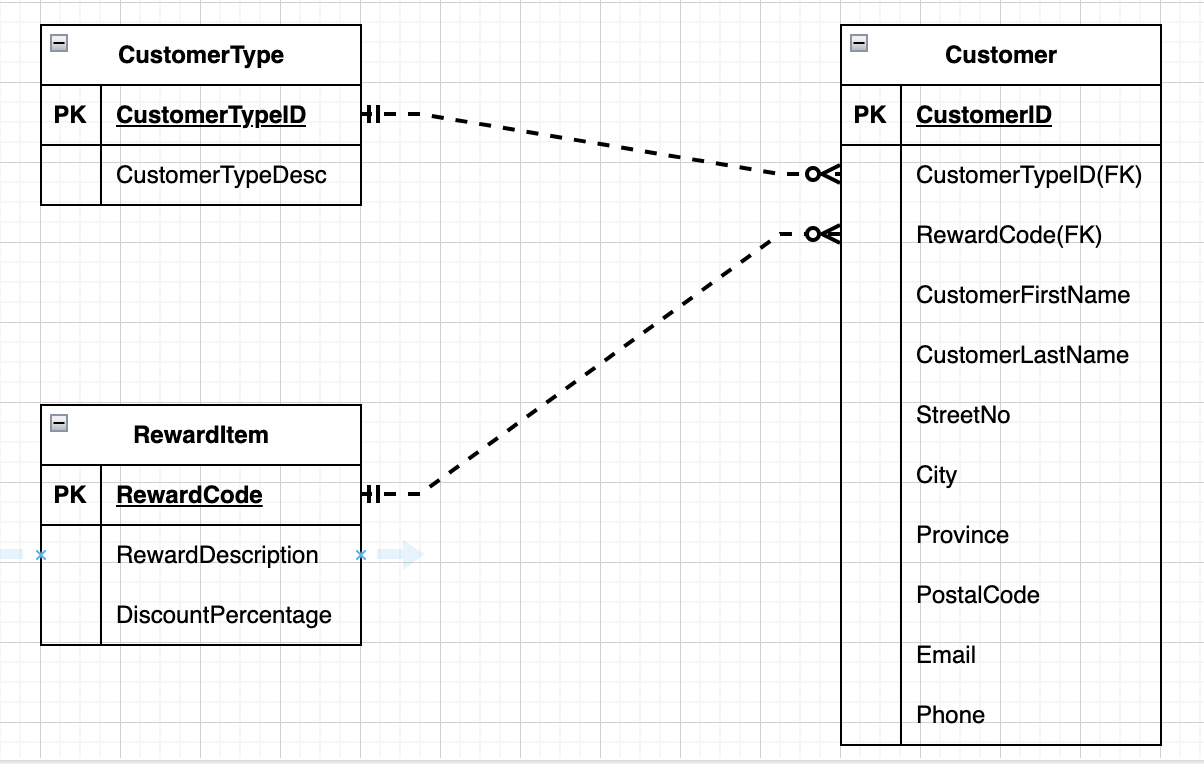 CustomerType
PK CustomerTypeID
CustomerTypeDesc
RewardItem
PK RewardCode
RewardDescription
DiscountPercentage
Customer
PK CustomerID
CustomerTypeID(FK)
RewardCode(FK)
CustomerFirstName
CustomerLastName
StreetNo
City
Province
PostalCode
Email
Phone